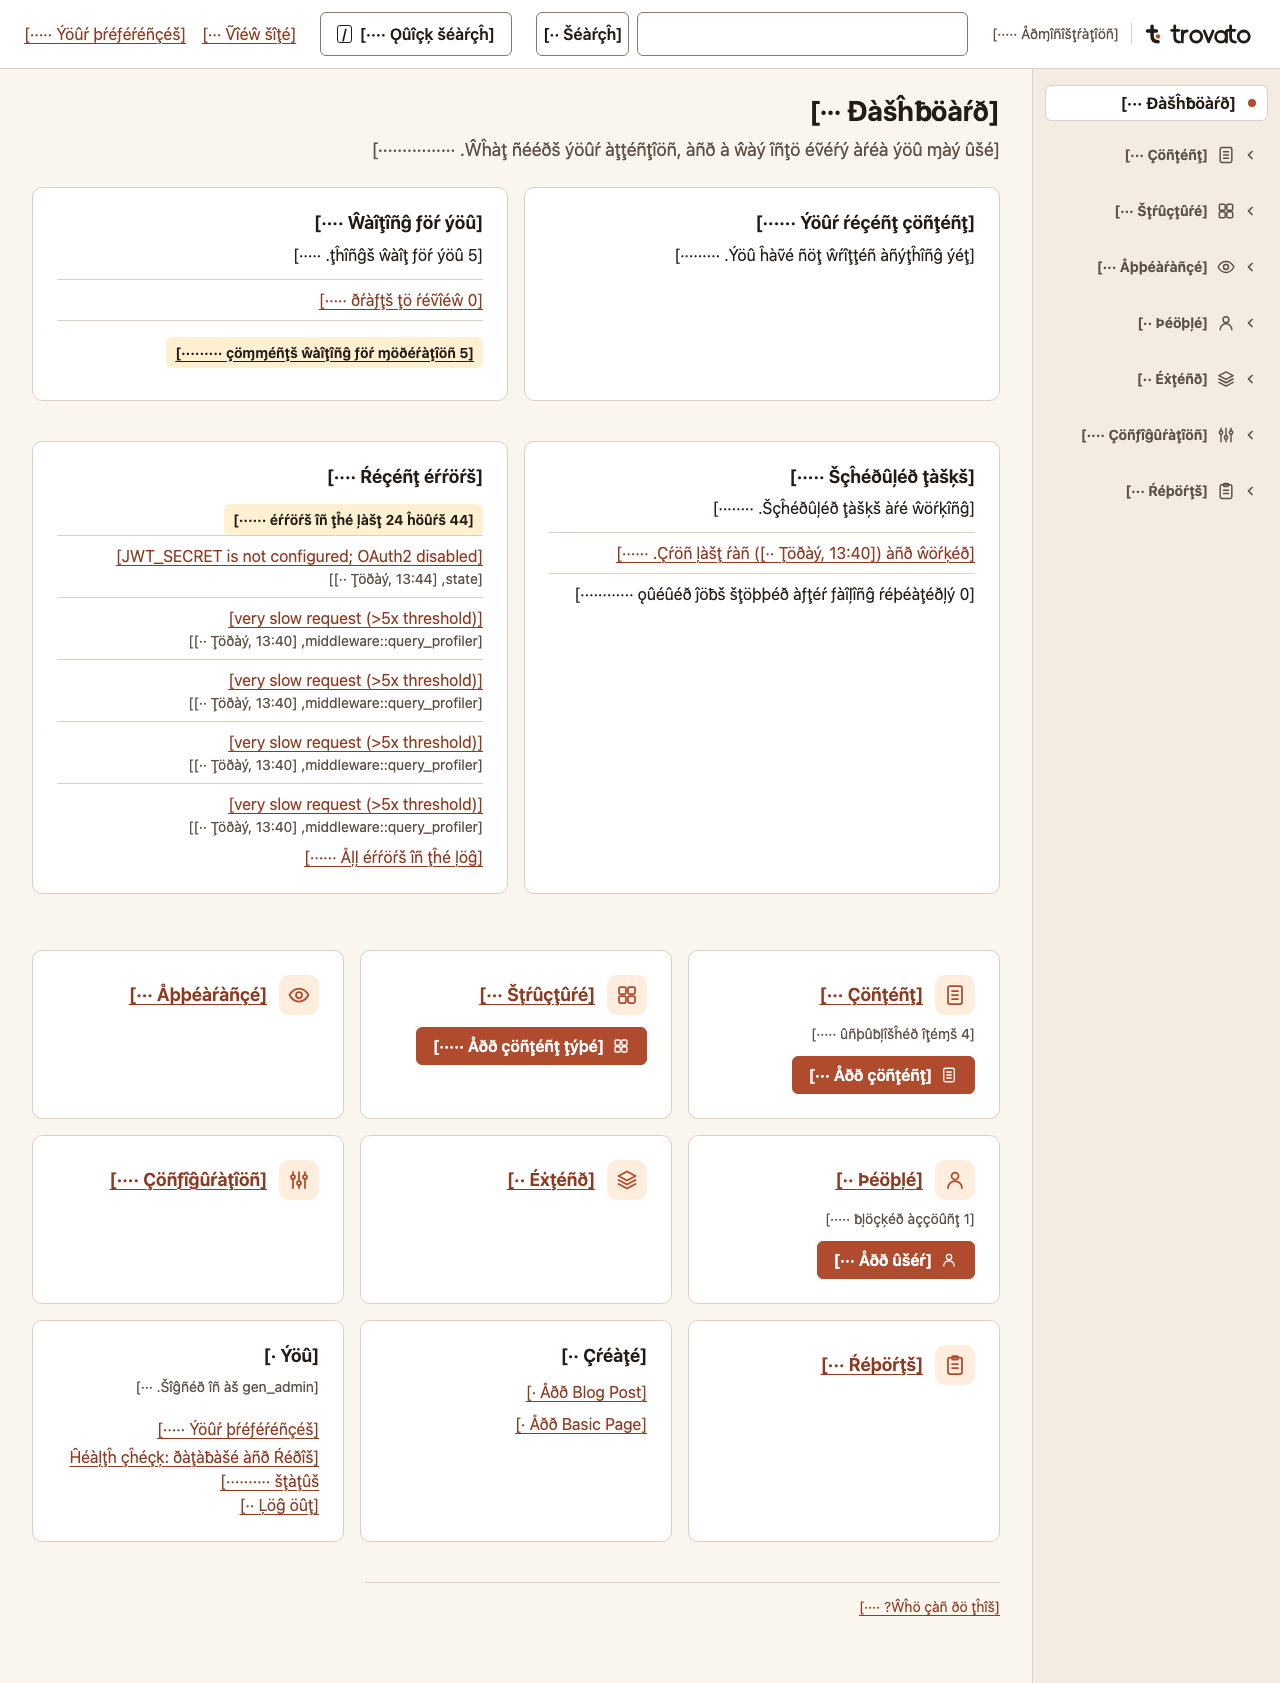 [····· Ýöûŕ þŕéƒéŕéñçéš]
[··· Ṽîéŵ šîţé]
/ [···· Ǫûîçķ šéàŕçĥ]
[·· Šéàŕçĥ]
[····· Åðɱîñîšţŕàţîöñ]
trovato
[··· Ðàšĥƀöàŕð]
[··· Çöñţéñţ]
[··· Šţŕûçţûŕé]
[··· Åþþéàŕàñçé]
[·· Þéöþļé]
[·· Éẋţéñð]
[···· Çöñƒîĝûŕàţîöñ]
[··· Ŕéþöŕţš]
[··· Ðàšĥƀöàŕð]
[················ .Ŵĥàţ ñééðš ýöûŕ àţţéñţîöñ, àñð à ŵàý îñţö éṽéŕý àŕéà ýöû ɱàý ûšé]
[······ Ýöûŕ ŕéçéñţ çöñţéñţ]
[········· .Ýöû ĥàṽé ñöţ ŵŕîţţéñ àñýţĥîñĝ ýéţ]
[···· Ŵàîţîñĝ ƒöŕ ýöû]
[····· .ţĥîñĝš ŵàîţ ƒöŕ ýöû 5]
[····· ðŕàƒţš ţö ŕéṽîéŵ 0]
[········· çöɱɱéñţš ŵàîţîñĝ ƒöŕ ɱöðéŕàţîöñ 5]
[····· Šçĥéðûļéð ţàšķš]
[········ .Šçĥéðûļéð ţàšķš àŕé ŵöŕķîñĝ]
[······ .Çŕöñ ļàšţ ŕàñ ([·· Ţöðàý, 13:40]) àñð ŵöŕķéð]
[············ ǫûéûéð ĵöƀš šţöþþéð àƒţéŕ ƒàîļîñĝ ŕéþéàţéðļý 0]
[···· Ŕéçéñţ éŕŕöŕš]
[······ éŕŕöŕš îñ ţĥé ļàšţ 24 ĥöûŕš 44]
[JWT_SECRET is not configured; OAuth2 disabled]
[[·· Ţöðàý, 13:44] ,state]
[very slow request (>5x threshold)]
[[·· Ţöðàý, 13:40] ,middleware::query_profiler]
[very slow request (>5x threshold)]
[[·· Ţöðàý, 13:40] ,middleware::query_profiler]
[very slow request (>5x threshold)]
[[·· Ţöðàý, 13:40] ,middleware::query_profiler]
[very slow request (>5x threshold)]
[[·· Ţöðàý, 13:40] ,middleware::query_profiler]
[······ Åļļ éŕŕöŕš îñ ţĥé ļöĝ]
[··· Çöñţéñţ]
[····· ûñþûƀļîšĥéð îţéɱš 4]
[··· Åðð çöñţéñţ]
[··· Šţŕûçţûŕé]
[····· Åðð çöñţéñţ ţýþé]
[··· Åþþéàŕàñçé]
[·· Þéöþļé]
[····· ƀļöçķéð àççöûñţ 1]
[··· Åðð ûšéŕ]
[·· Éẋţéñð]
[···· Çöñƒîĝûŕàţîöñ]
[··· Ŕéþöŕţš]
[·· Çŕéàţé]
[· Åðð Blog Post]
[· Åðð Basic Page]
[· Ýöû]
[··· .Šîĝñéð îñ àš gen_admin]
[····· Ýöûŕ þŕéƒéŕéñçéš]
Ĥéàļţĥ çĥéçķ: ðàţàƀàšé àñð Ŕéðîš]
[·········· šţàţûš
[·· Ļöĝ öûţ]
[···· ?Ŵĥö çàñ ðö ţĥîš]